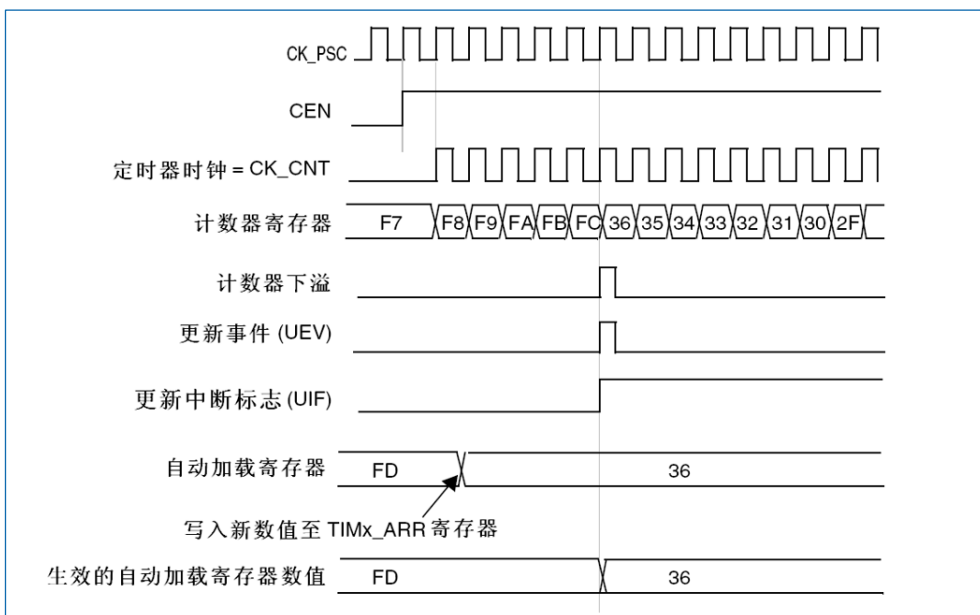 CK_PSC
CEN
定时器时钟 = CK_CNT
计数器寄存器 F7 F8 F9 FA FB FC 36 35 34 33 32 31 30 2F
计数器下溢
更新事件 (UEV)
更新中断标志 (UIF)
自动加载寄存器 FD 36
写入新数值至 TIMx_ARR 寄存器
生效的自动加载寄存器数值 FD 36